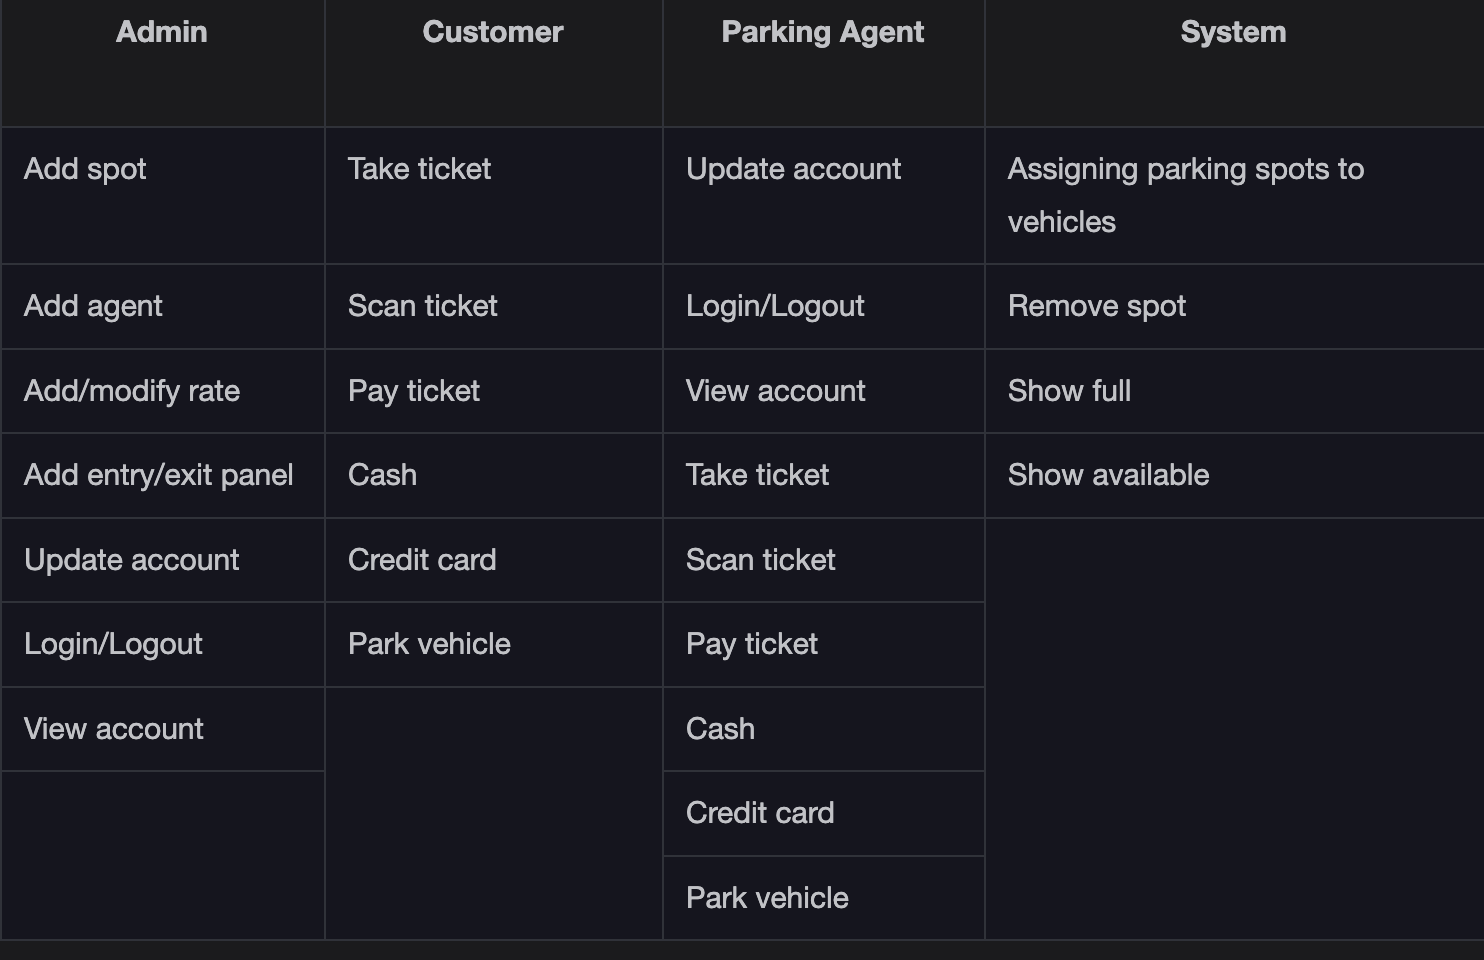 Admin
Customer
Parking Agent
System
Add spot
Take ticket
Update account
Assigning parking spots to
vehicles
Add agent
Scan ticket
Login/Logout
Remove spot
Add/modify rate
Pay ticket
View account
Show full
Add entry/exit panel
Cash
Take ticket
Show available
Update account
Credit card
Scan ticket
Login/Logout
Park vehicle
Pay ticket
View account
Cash
Credit card
Park vehicle